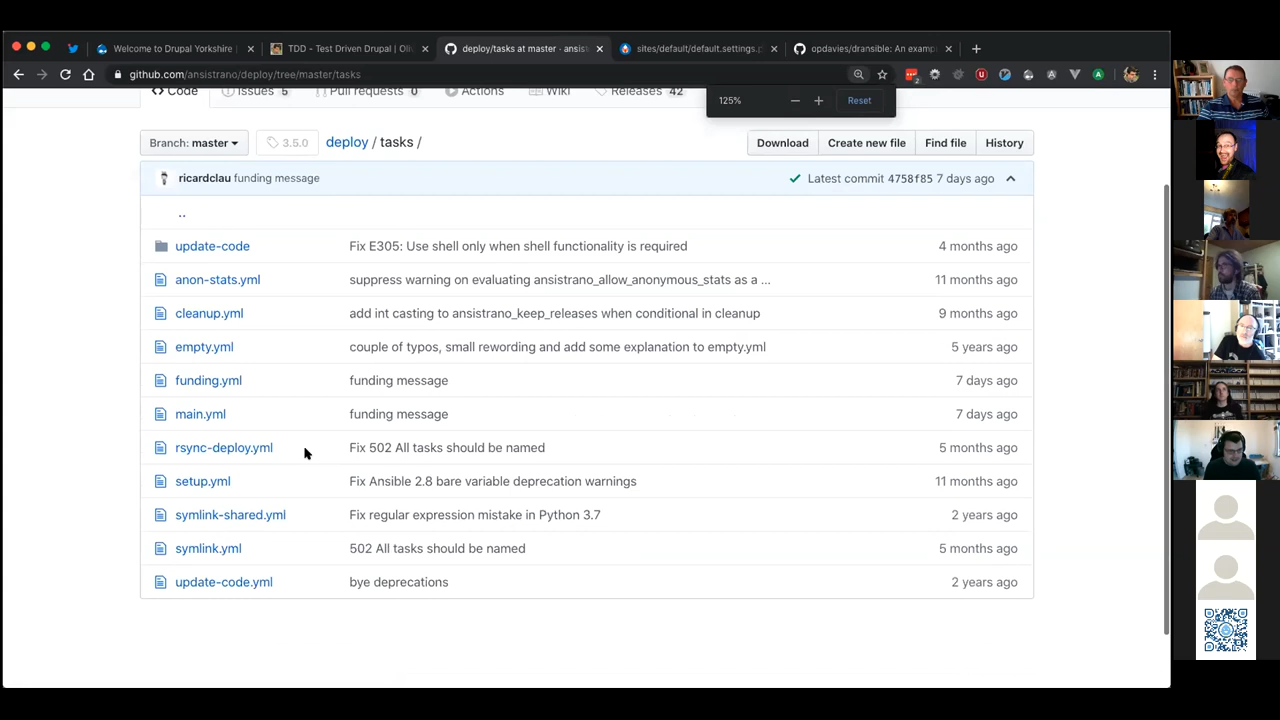 Welcome to Drupal Yorkshire
TDD - Test Driven Drupal | Oli
deploy/tasks at master · ansis
sites/default/default.settings.p
opdavies/dransible: An examp
github.com/ansistrano/deploy/tree/master/tasks
125%
Reset
Code
Issues 5
Pull requests 0
Actions
Wiki
Releases 42
Branch: master
3.5.0
deploy / tasks /
Download
Create new file
Find file
History
ricardclau funding message
Latest commit 4758f85 7 days ago
..
update-code Fix E305: Use shell only when shell functionality is required 4 months ago
anon-stats.yml suppress warning on evaluating ansistrano_allow_anonymous_stats as a ... 11 months ago
cleanup.yml add int casting to ansistrano_keep_releases when conditional in cleanup 9 months ago
empty.yml couple of typos, small rewording and add some explanation to empty.yml 5 years ago
funding.yml funding message 7 days ago
main.yml funding message 7 days ago
rsync-deploy.yml Fix 502 All tasks should be named 5 months ago
setup.yml Fix Ansible 2.8 bare variable deprecation warnings 11 months ago
symlink-shared.yml Fix regular expression mistake in Python 3.7 2 years ago
symlink.yml 502 All tasks should be named 5 months ago
update-code.yml bye deprecations 2 years ago